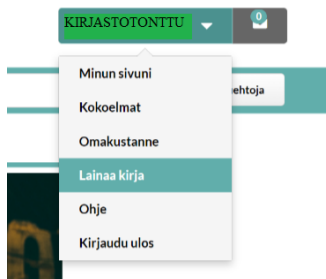 KIRJASTOTONTTU
0
Minun sivuni
Kokoelmat
ehtoja
Omakustanne
Lainaa kirja
Ohje
Kirjaudu ulos